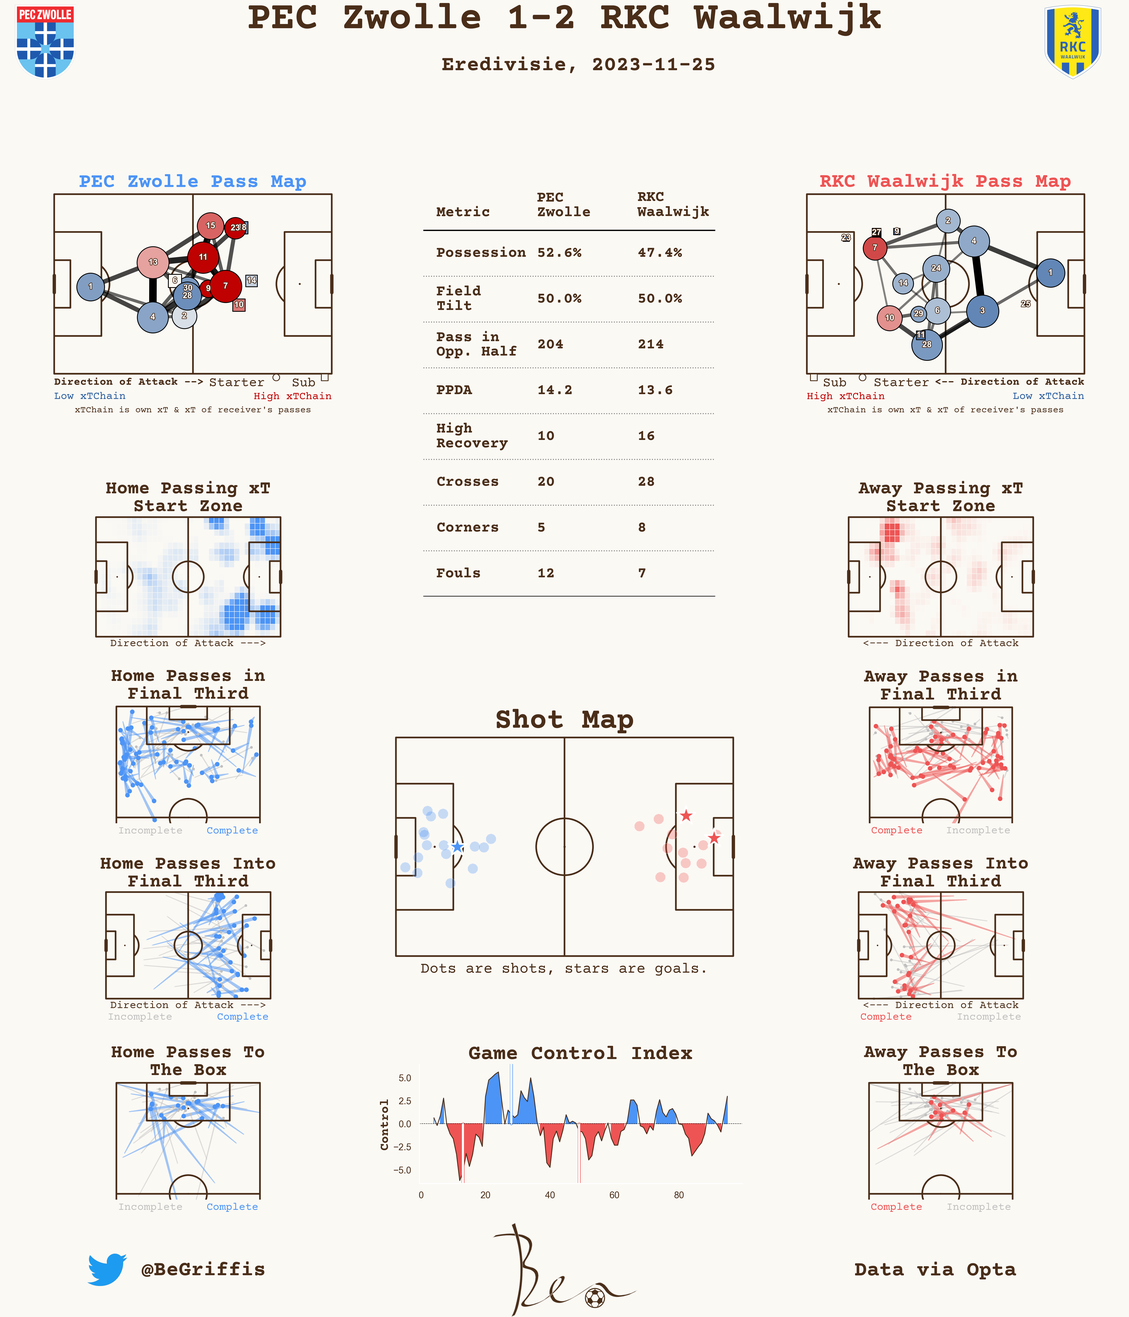 PEC Zwolle 1-2 RKC Waalwijk
Eredivisie, 2023-11-25
PEC ZWOLLE
RKC
WAALWIJK
PEC Zwolle Pass Map
15
23
8
11
13
6
14
1
30
28
9
7
10
4
2
Direction of Attack -->
Starter
Sub
Low xTChain
High xTChain
xTChain is own xT & xT of receiver's passes
Metric
PEC
Zwolle
RKC
Waalwijk
Possession 52.6% 47.4%
Field
Tilt
50.0% 50.0%
Pass in
Opp. Half
204 214
PPDA 14.2 13.6
High
Recovery
10 16
Crosses 20 28
Corners 5 8
Fouls 12 7
RKC Waalwijk Pass Map
2
27
9
23
7
4
24
1
14
25
10
29
6
3
11
28
Sub
Starter
<-- Direction of Attack
High xTChain
Low xTChain
xTChain is own xT & xT of receiver's passes
Home Passing xT
Start Zone
Direction of Attack --->
Away Passing xT
Start Zone
<--- Direction of Attack
Home Passes in
Final Third
Incomplete
Complete
Away Passes in
Final Third
Complete
Incomplete
Shot Map
Dots are shots, stars are goals.
Home Passes Into
Final Third
Direction of Attack --->
Incomplete
Complete
Away Passes Into
Final Third
<--- Direction of Attack
Complete
Incomplete
Home Passes To
The Box
Incomplete
Complete
Game Control Index
Control
5.0
2.5
0.0
−2.5
−5.0
0 20 40 60 80
Away Passes To
The Box
Complete
Incomplete
@BeGriffis
Ben
Data via Opta